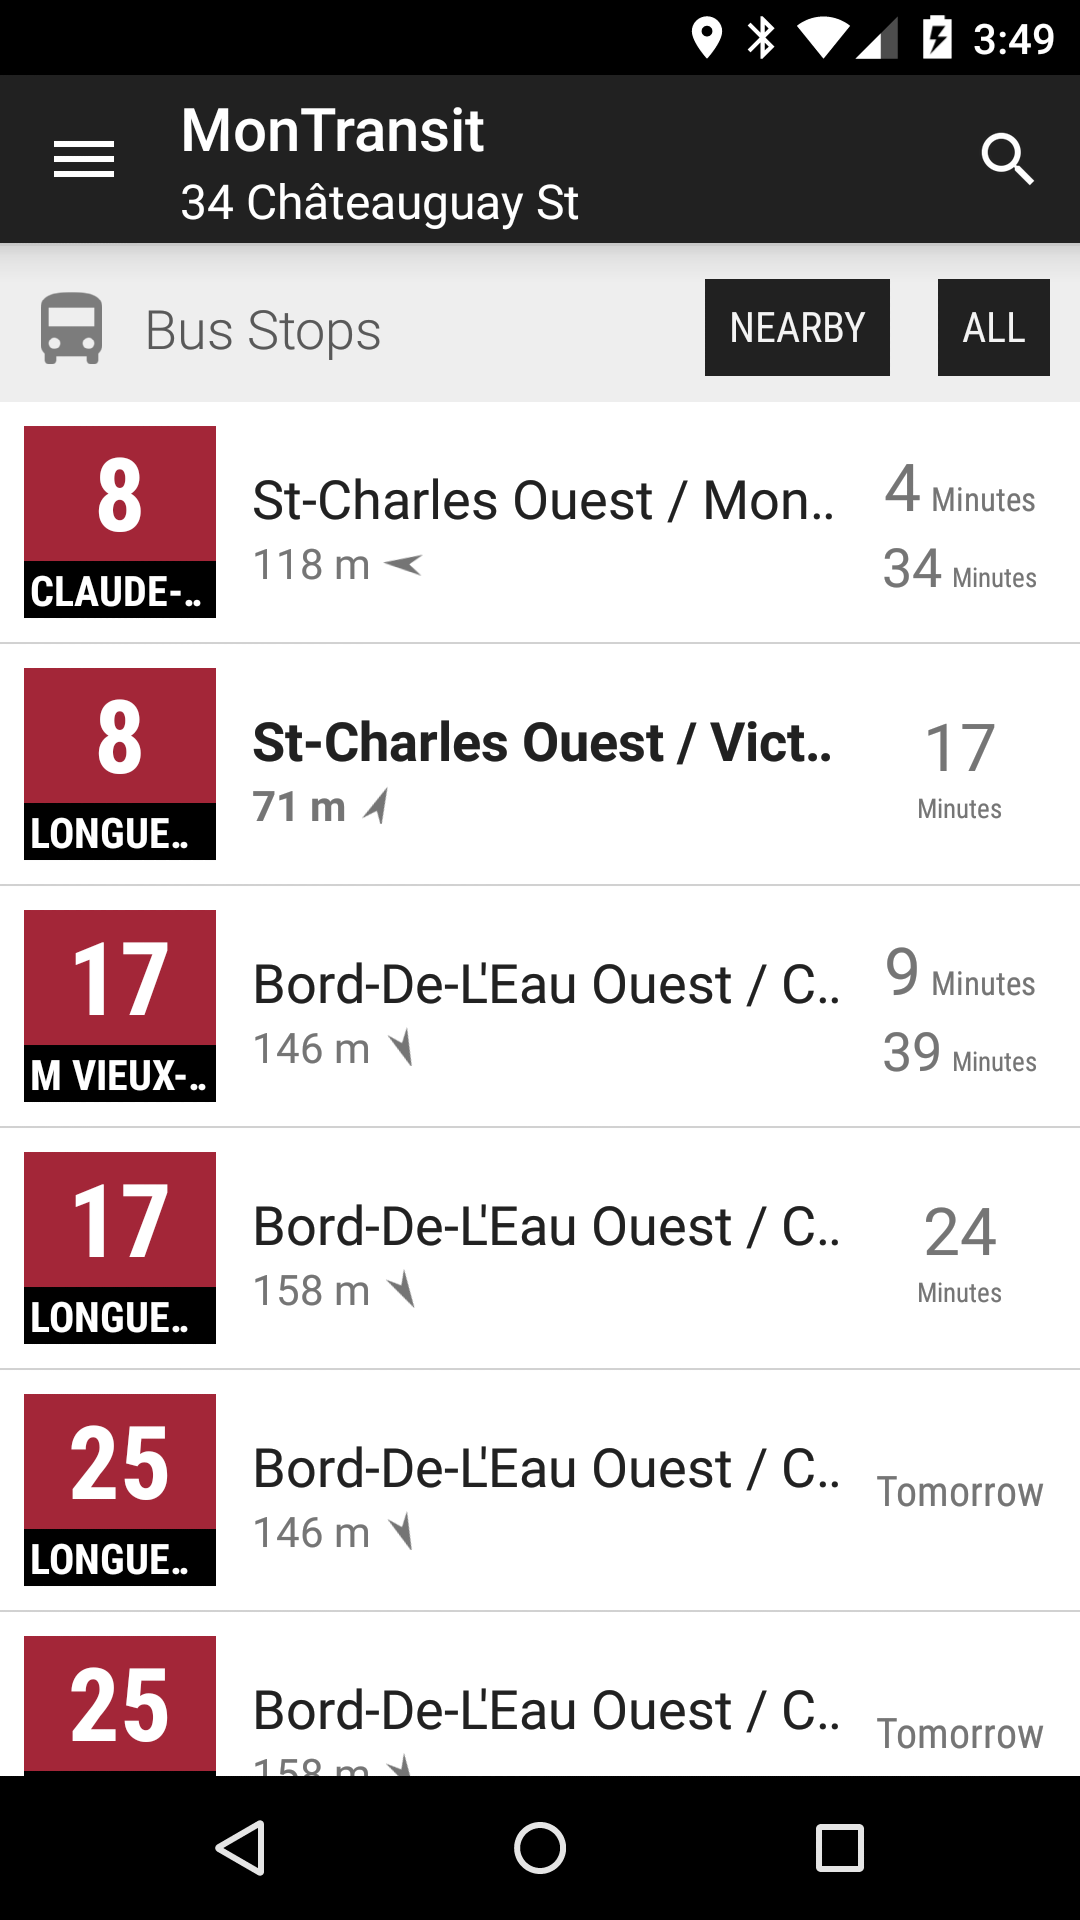 3:49
MonTransit
34 Châteauguay St
Bus Stops NEARBY ALL
8
CLAUDE-..
St-Charles Ouest / Mon..
118 m
4 Minutes
34 Minutes
8
LONGUE..
St-Charles Ouest / Vict..
71 m
17
Minutes
17
M VIEUX-..
Bord-De-L'Eau Ouest / C..
146 m
9 Minutes
39 Minutes
17
LONGUE..
Bord-De-L'Eau Ouest / C..
158 m
24
Minutes
25
LONGUE..
Bord-De-L'Eau Ouest / C..
146 m
Tomorrow
25
Bord-De-L'Eau Ouest / C..
158 m
Tomorrow